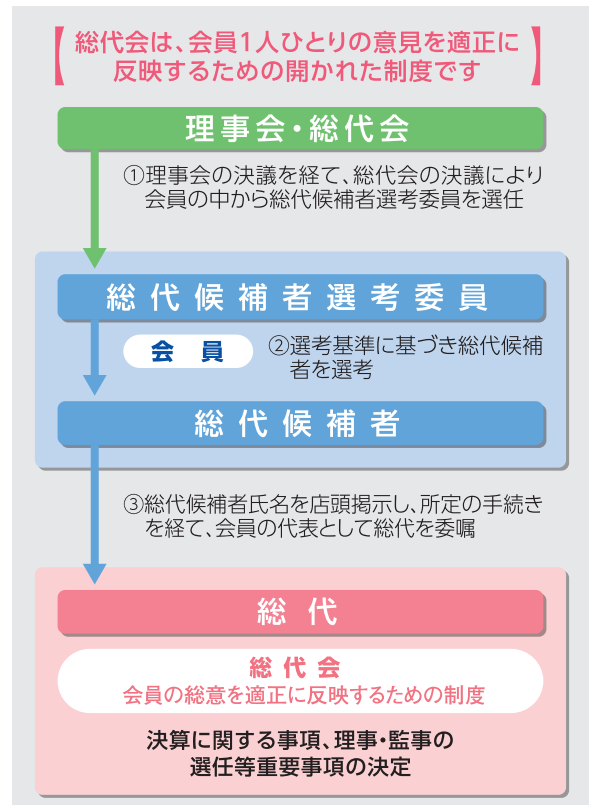 総代会は、会員1人ひとりの意見を適正に
反映するための開かれた制度です
理事会・総代会
①理事会の決議を経て、総代会の決議により
会員の中から総代候補者選考委員を選任
総代候補者選考委員
会員
②選考基準に基づき総代候補
者を選考
総代候補者
③総代候補者氏名を店頭掲示し、所定の手続き
を経て、会員の代表として総代を委嘱
総代
総代会
会員の総意を適正に反映するための制度
決算に関する事項、理事・監事の
選任等重要事項の決定